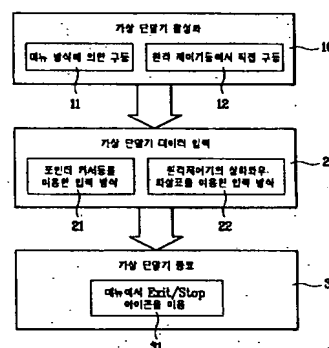 가상 단말기 활성화
10
메뉴 방식에 의한 구동
원격 제어기등에서 직접 구동
11
12
가상 단말기 데이터 입력
포인터 커서등을
이용한 입력 방식
원격제어기의 상하좌우
화살표를 이용한 입력 방식
21
22
가상 단말기 종료
메뉴에서 Exit/Stop
아이콘을 이용
31